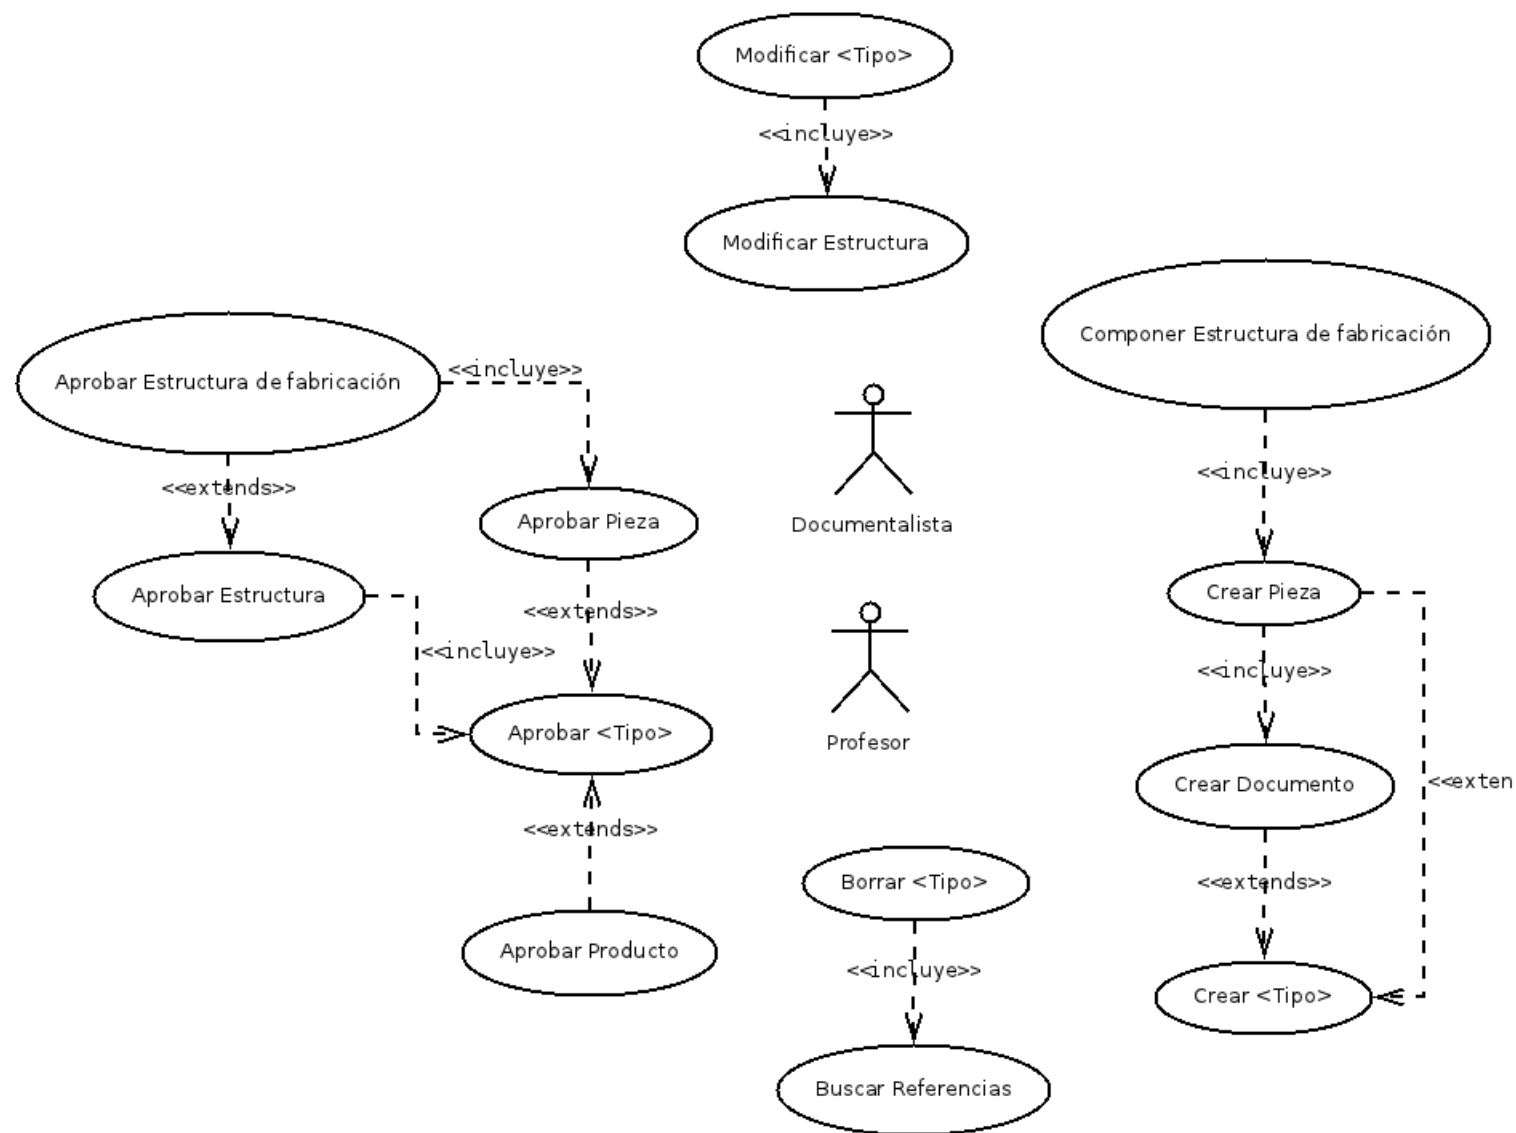 Modificar <Tipo>
<<incluye>>
Modificar Estructura
Componer Estructura de fabricación
Aprobar Estructura de fabricación
<<incluye>>
<<incluye>>
<<extends>>
Aprobar Pieza
Documentalista
Aprobar Estructura
Crear Pieza
<<extends>>
<<incluye>>
<<incluye>>
Aprobar <Tipo>
Profesor
Crear Documento
<<exten
<<extends>>
Borrar <Tipo>
<<extends>>
Aprobar Producto
<<incluye>>
Crear <Tipo>
Buscar Referencias